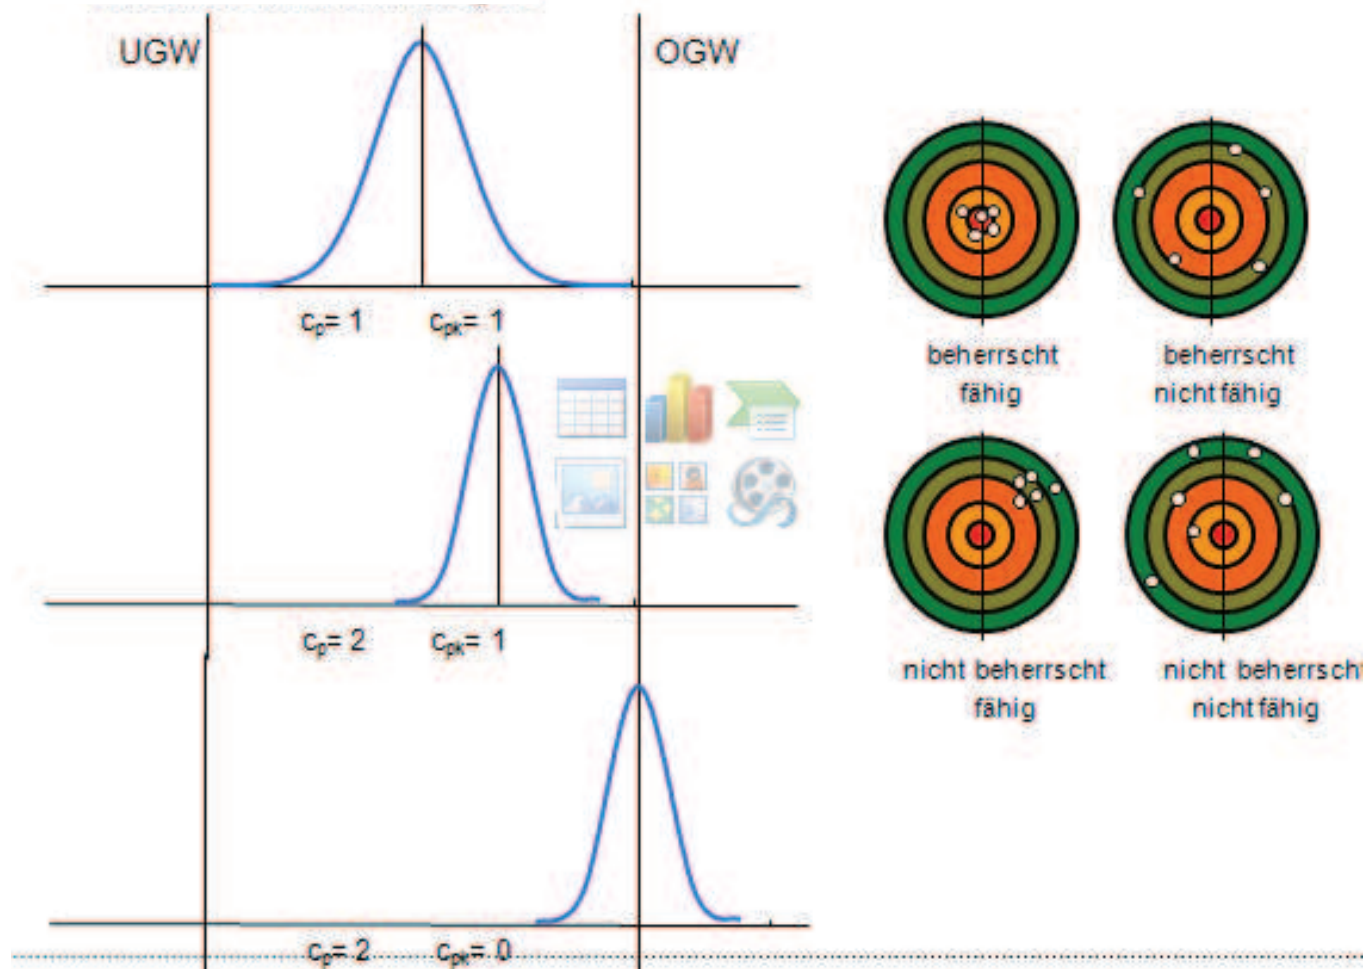 UGW
OGW
cp= 1 cpk= 1
cp= 2 cpk= 1
cp= 2 cpk= 0
beherrscht
fähig
beherrscht
nicht fähig
nicht beherrscht
fähig
nicht beherrscht
nicht fähig